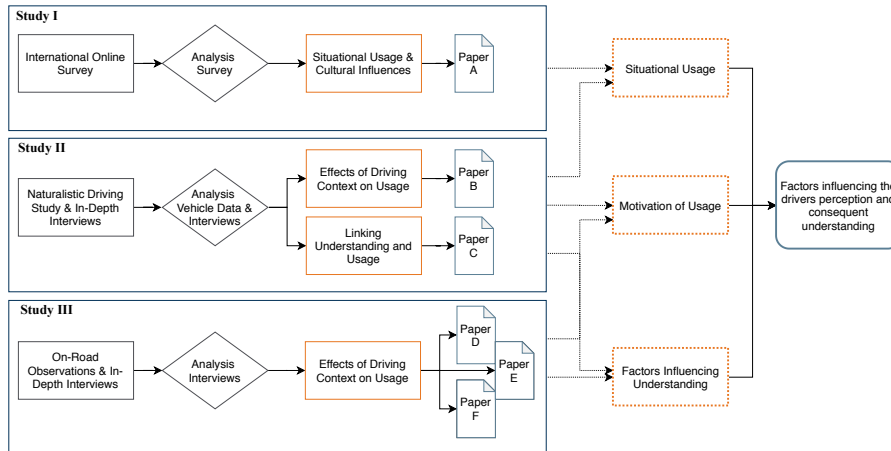 Study I
International Online
Survey
Analysis
Survey
Situational Usage &
Cultural Influences
Paper
A
Study II
Naturalistic Driving
Study & In-Depth
Interviews
Analysis
Vehicle Data &
Interviews
Effects of Driving
Context on Usage
Paper
B
Linking
Understanding and
Usage
Paper
C
Study III
On-Road
Observations & In-
Depth Interviews
Analysis
Interviews
Effects of Driving
Context on Usage
Paper
D
Paper
E
Paper
F
Situational Usage
Motivation of Usage
Factors Influencing
Understanding
Factors influencing the
drivers perception and
consequent
understanding